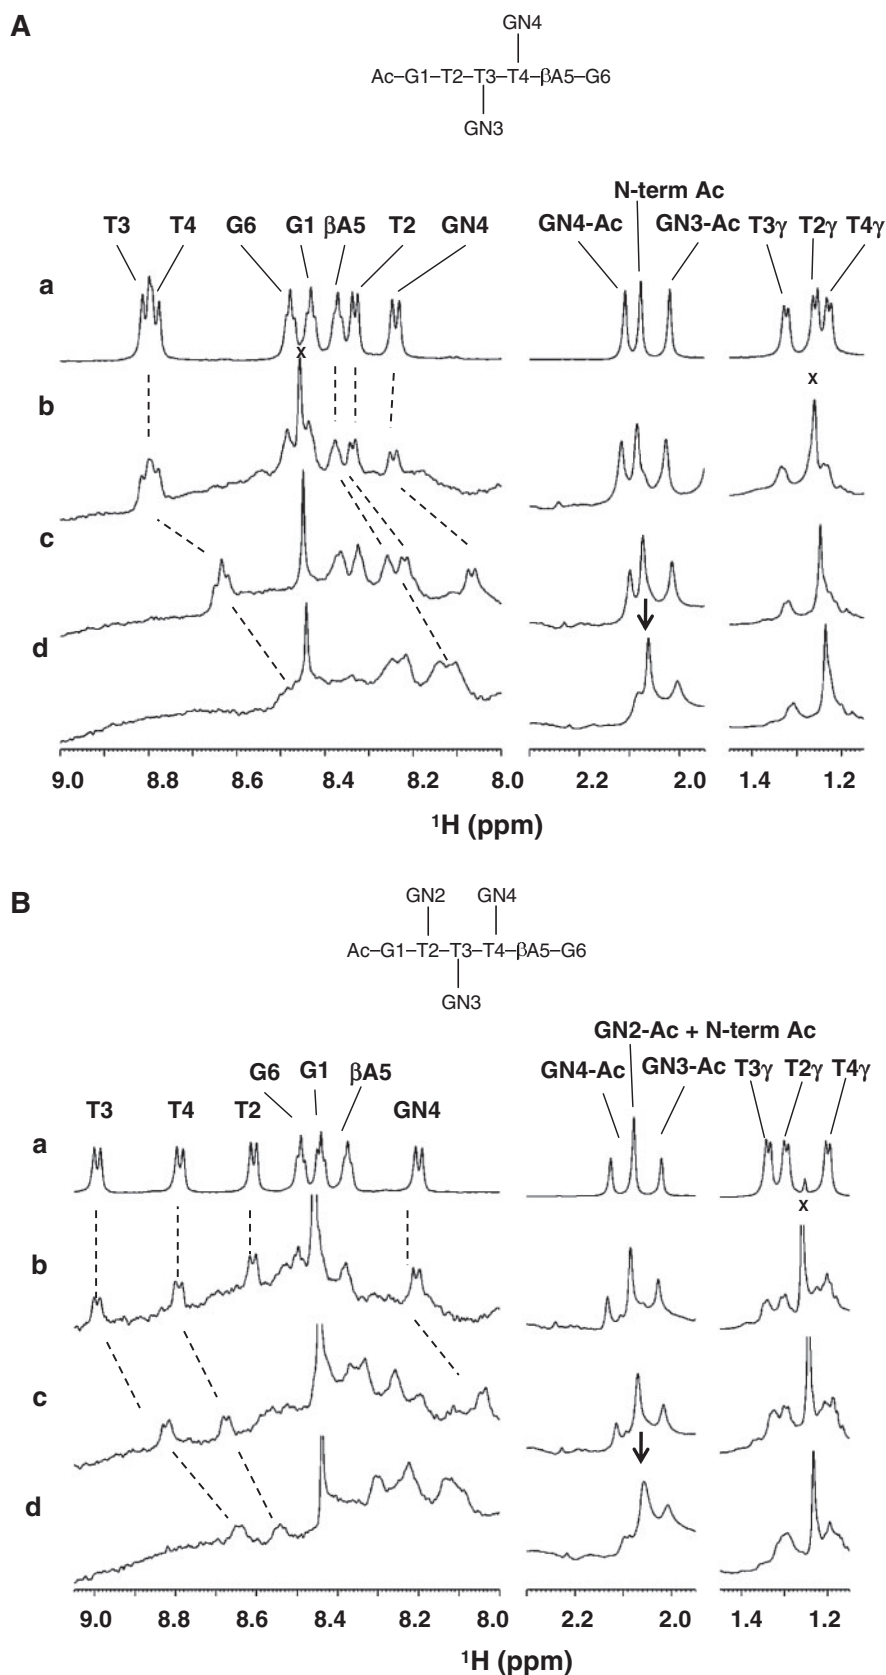 A
GN4
Ac–G1–T2–T3–T4–βA5–G6
GN3
N-term Ac
T3 T4 G6 G1 βA5 T2 GN4 GN4-Ac GN3-Ac T3γ T2γ T4γ
a
x
x
b
c
d
9.0 8.8 8.6 8.4 8.2 8.0 2.2 2.0 1.4 1.2
¹H (ppm)
B
GN2 GN4
Ac–G1–T2–T3–T4–βA5–G6
GN3
GN2-Ac + N-term Ac
G6 G1 βA5 GN4-Ac GN3-Ac T3γ T2γ T4γ
T3 T4 T2 GN4
a
x
b
c
d
9.0 8.8 8.6 8.4 8.2 8.0 2.2 2.0 1.4 1.2
¹H (ppm)